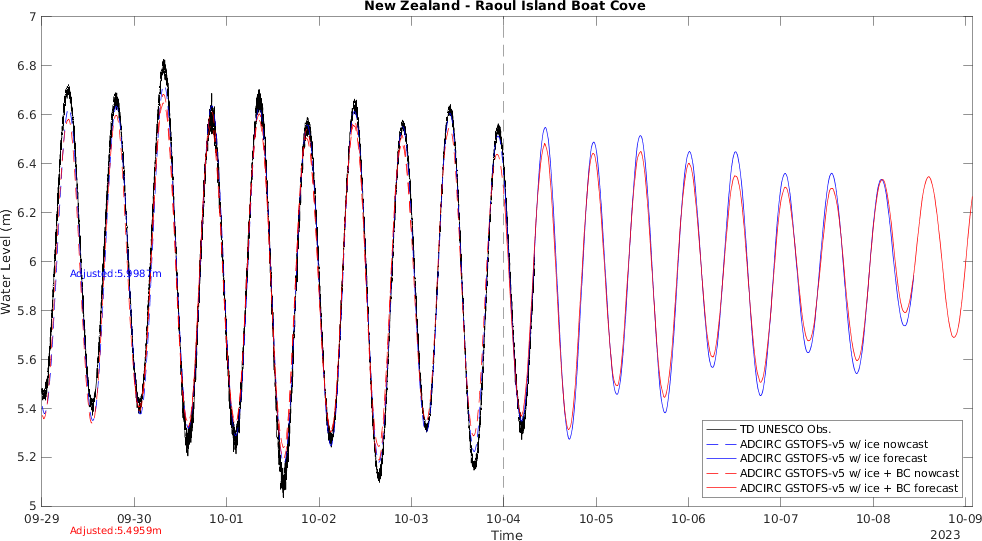 New Zealand - Raoul Island Boat Cove
7
6.8
6.6
6.4
6.2
6
5.8
5.6
5.4
5.2
5
Water Level (m)
Adjusted:5.9987m
TD UNESCO Obs.
ADCIRC GSTOFS-v5 w/ ice nowcast
ADCIRC GSTOFS-v5 w/ ice forecast
ADCIRC GSTOFS-v5 w/ ice + BC nowcast
ADCIRC GSTOFS-v5 w/ ice + BC forecast
09-29 09-30 10-01 10-02 10-03 10-04 10-05 10-06 10-07 10-08 10-09
Adjusted:5.4959m
Time
2023